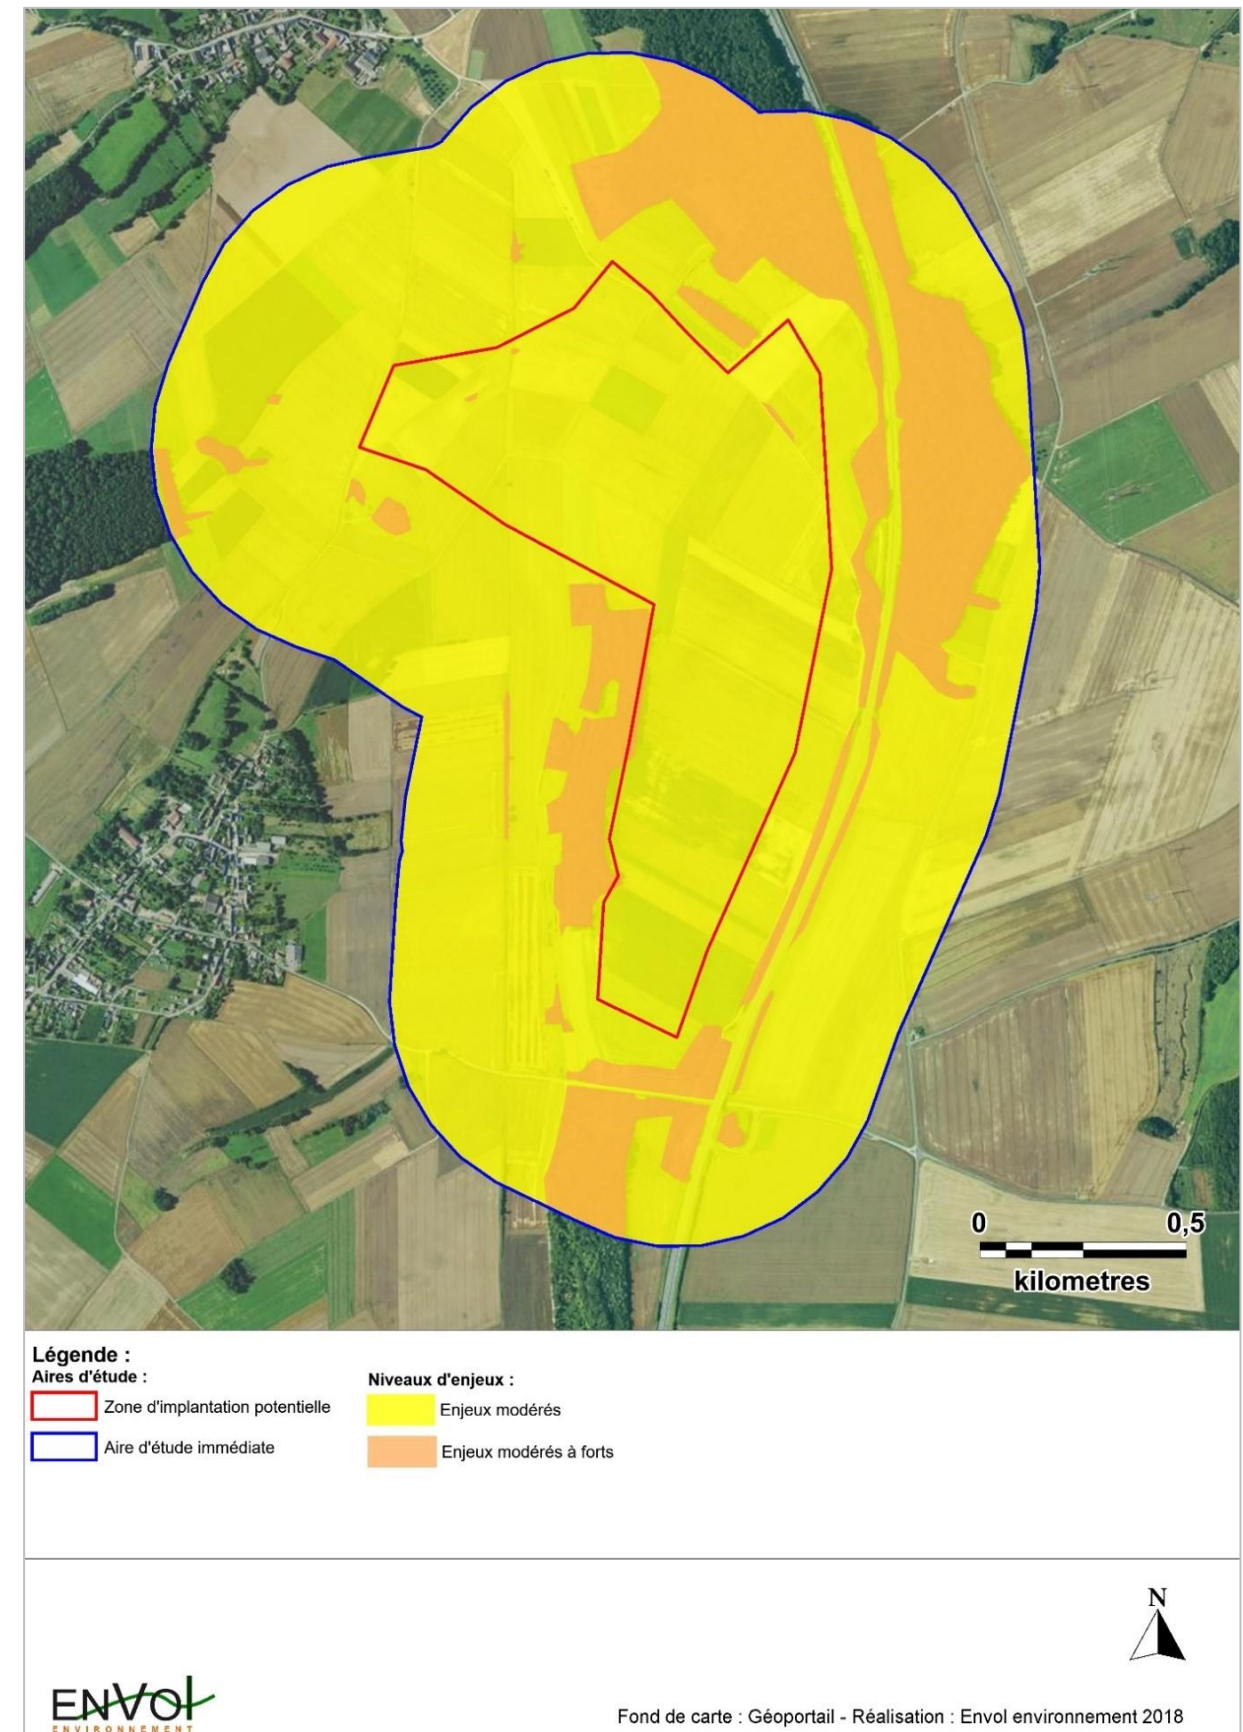 0 0,5
kilometres
Légende :
Aires d'étude :
Zone d'implantation potentielle
Aire d'étude immédiate
Niveaux d'enjeux :
Enjeux modérés
Enjeux modérés à forts
N
ENVOl
ENVIRONNEMENT
Fond de carte : Géoportail - Réalisation : Envol environnement 2018